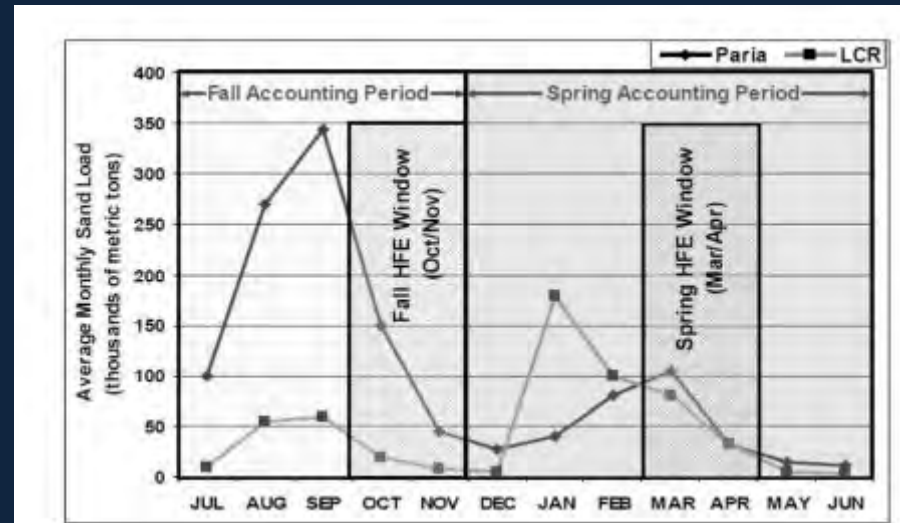 Paria LCR
Fall Accounting Period Spring Accounting Period
Average Monthly Sand Load
(thousands of metric tons)
400
350
300
250
200
150
100
50
0
Fall HFE Window
(Oct/Nov)
Spring HFE Window
(Mar/Apr)
JUL AUG SEP OCT NOV DEC JAN FEB MAR APR MAY JUN